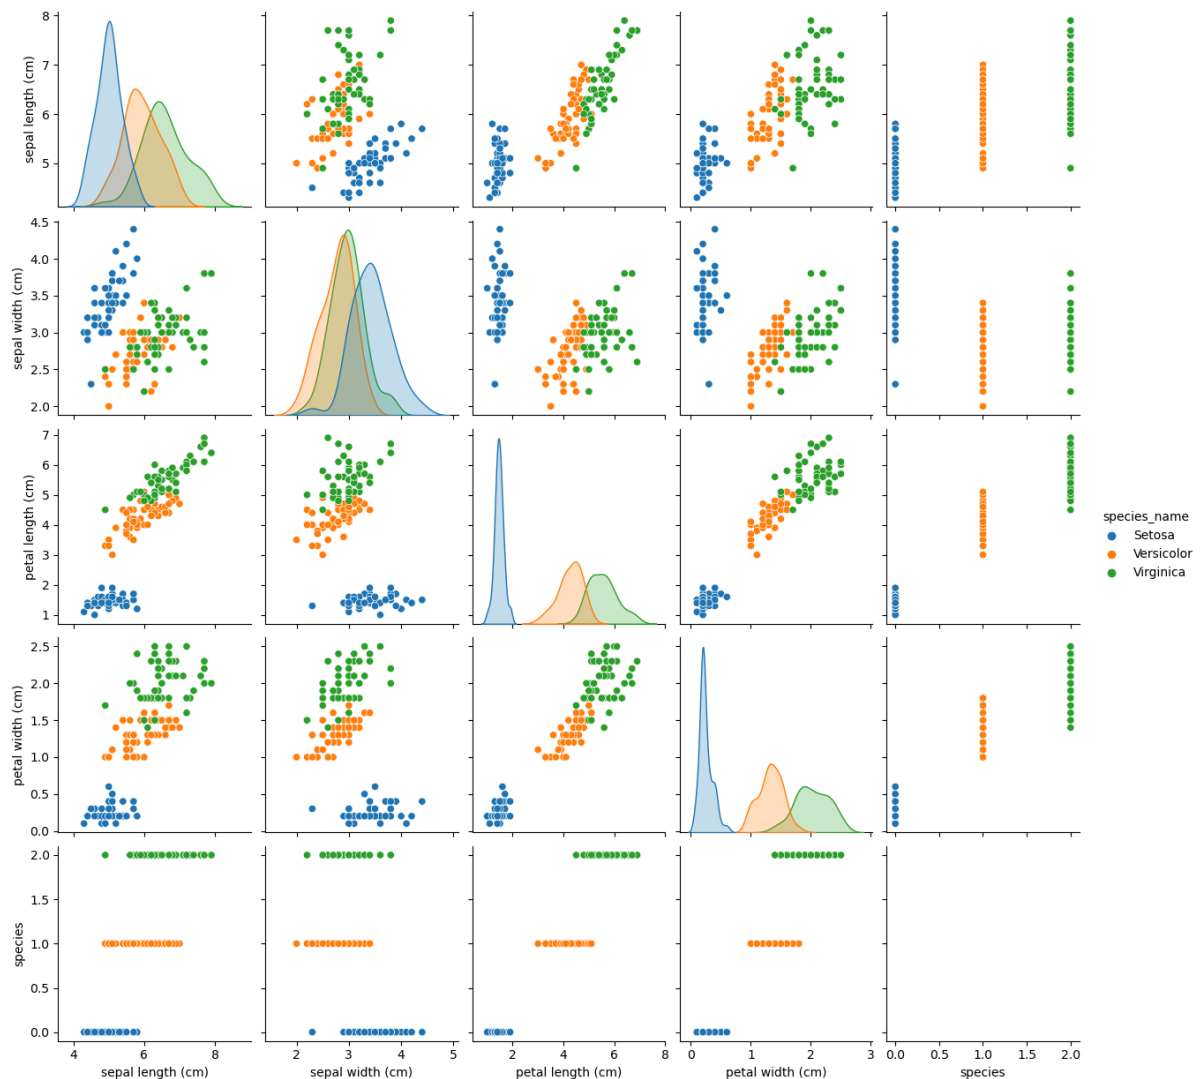 8
7
6
5
sepal length (cm)
4.5
4.0
3.5
3.0
2.5
2.0
sepal width (cm)
7
6
5
4
3
2
1
petal length (cm)
species_name
Setosa
Versicolor
Virginica
2.5
2.0
1.5
1.0
0.5
0.0
petal width (cm)
2.0
1.5
1.0
0.5
0.0
species
4 6 8
2 3 4 5
2 4 6 8
0 1 2 3
0.0 0.5 1.0 1.5 2.0
sepal length (cm)
sepal width (cm)
petal length (cm)
petal width (cm)
species